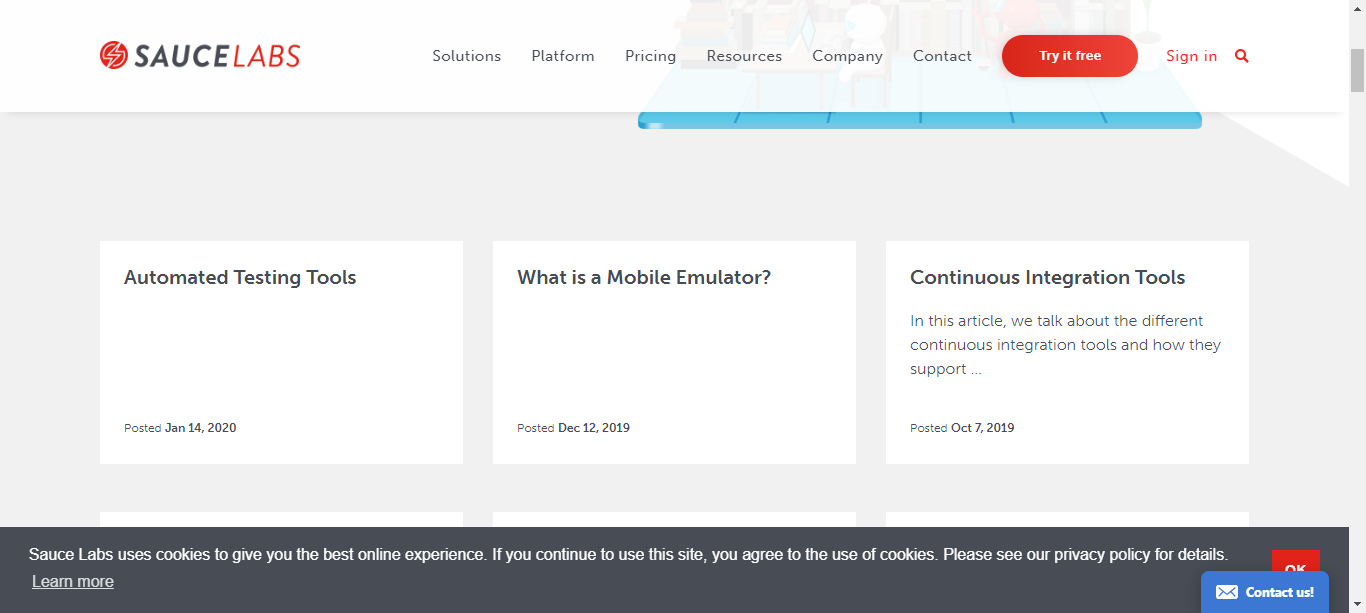 SAUCELABS
Solutions Platform Pricing Resources Company Contact Try it free Sign in
Automated Testing Tools
Posted Jan 14, 2020
What is a Mobile Emulator?
Posted Dec 12, 2019
Continuous Integration Tools
In this article, we talk about the different
continuous integration tools and how they
support ...
Posted Oct 7, 2019
Sauce Labs uses cookies to give you the best online experience. If you continue to use this site, you agree to the use of cookies. Please see our privacy policy for details.
Learn more
OK
Contact us!